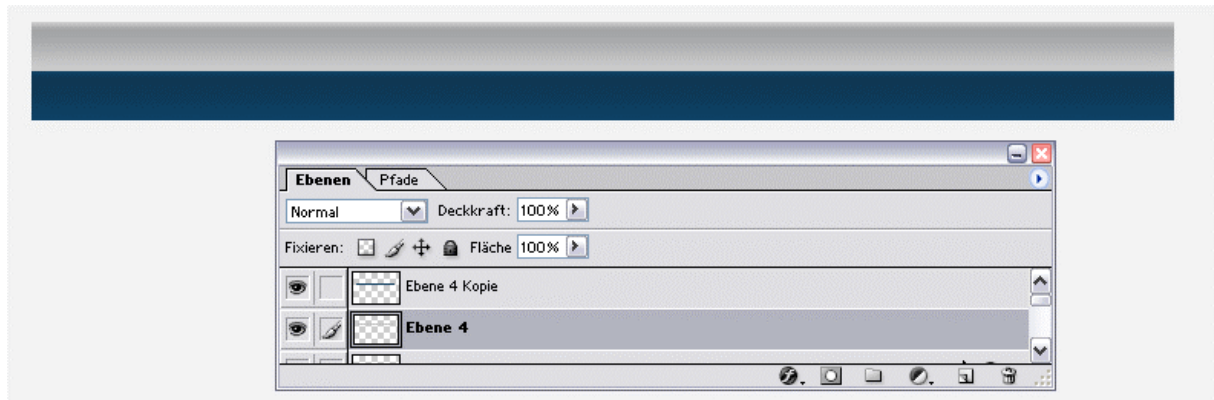 Ebenen Pfade
Normal Deckkraft: 100%
Fixieren: Fläche 100%
Ebene 4 Kopie
Ebene 4